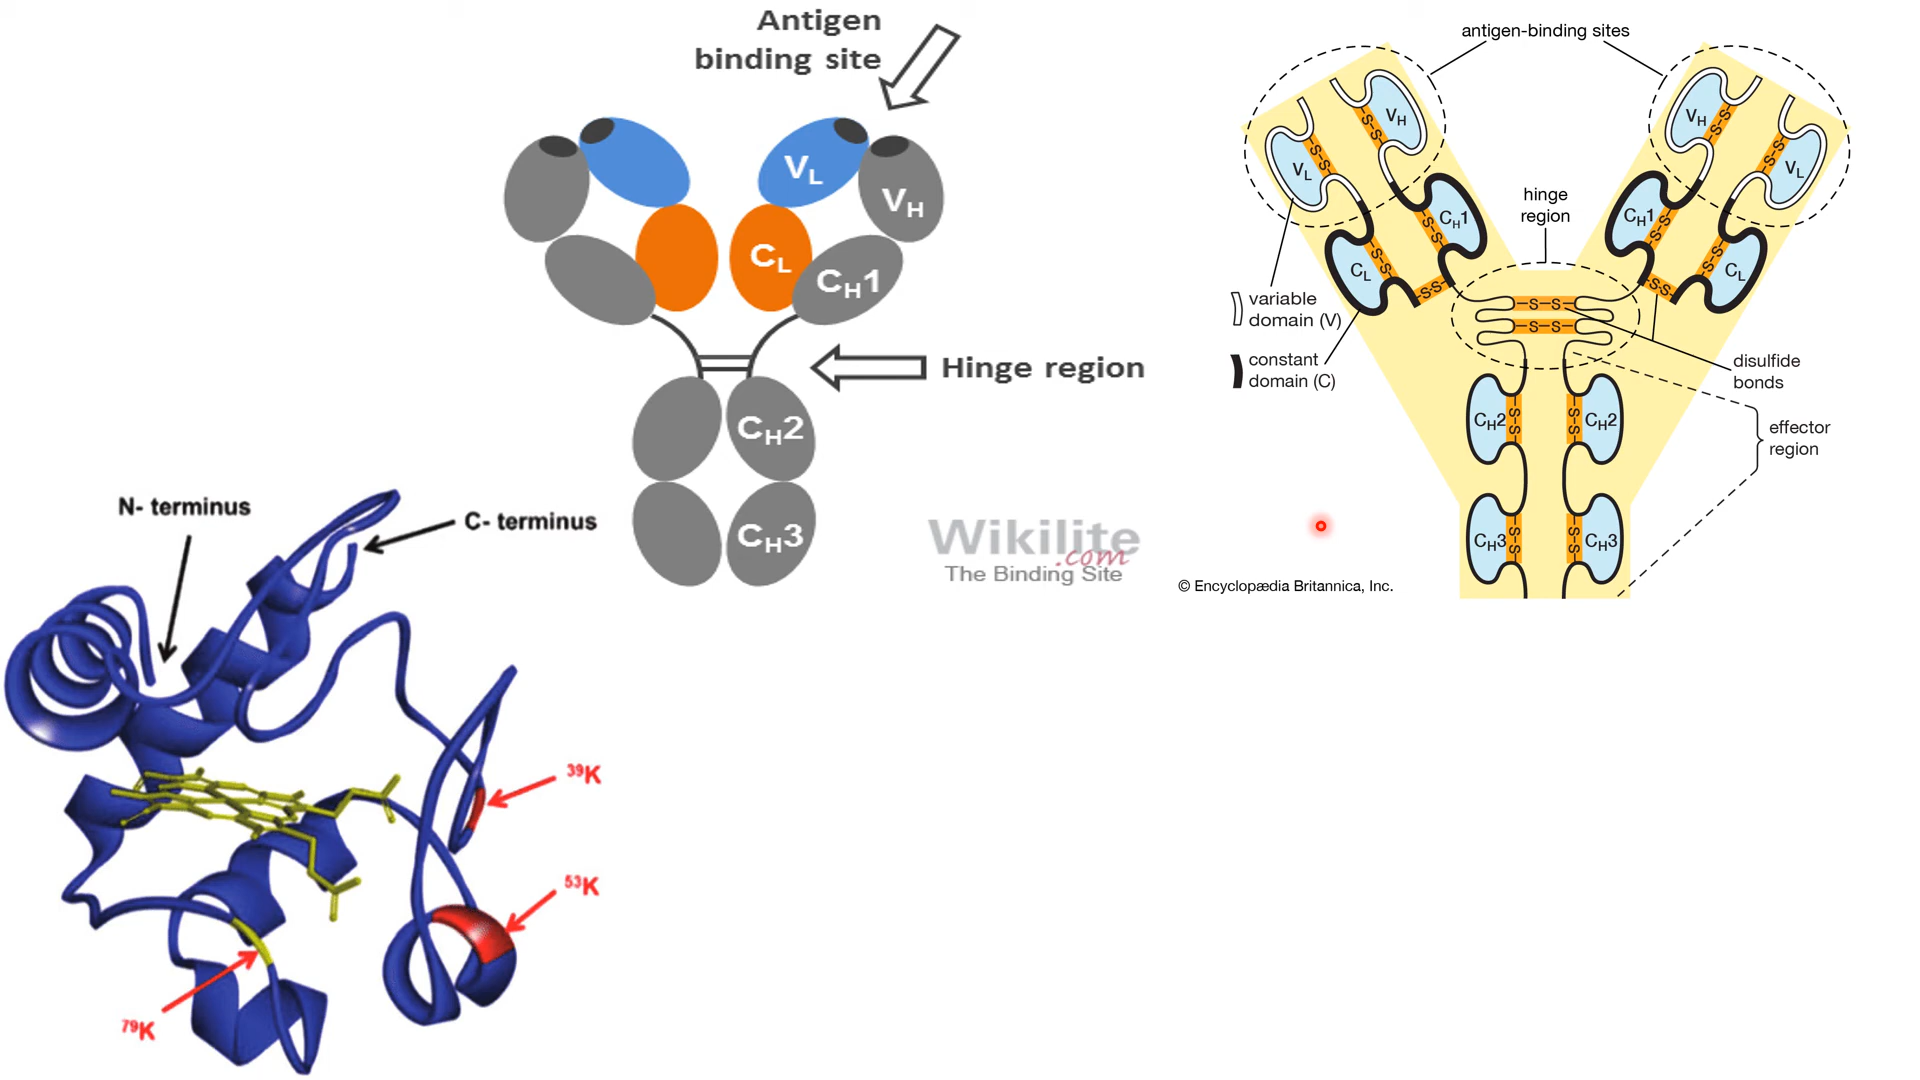 Antigen
binding site
VL
VH
CL
CH1
Hinge region
CH2
CH3
Wikilite
.com
The Binding Site
N- terminus
C- terminus
39K
53K
79K
antigen-binding sites
VH
VL
S-S
S-S
CH1
CL
S-S
S-S
S-S
VH
VL
S-S
S-S
CH1
CL
S-S
S-S
S-S
hinge
region
S-S
S-S
variable
domain (V)
constant
domain (C)
disulfide
bonds
effector
region
CH2
S-S
S-S
CH2
CH3
S-S
S-S
CH3
© Encyclopædia Britannica, Inc.